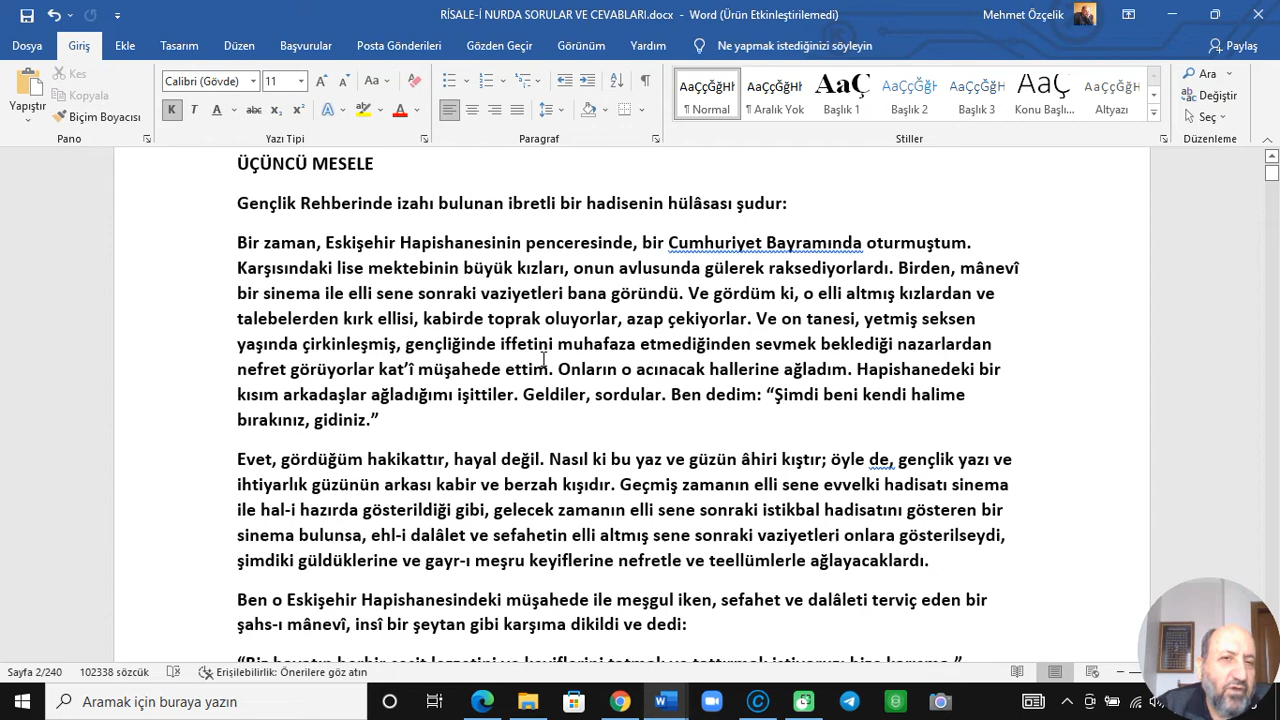 RİSALE-İ NURDA SORULAR VE CEVABLARI.docx - Word (Ürün Etkinleştirilemedi)
Mehmet Özçelik
Dosya Giriş Ekle Tasarım Düzen Başvurular Posta Gönderileri Gözden Geçir Görünüm Yardım Ne yapmak istediğinizi söyleyin Paylaş
Yapıştır
Kes
Kopyala
Biçim Boyacısı
Calibri (Gövde) 11
Aa
K T A abc x₂ x²
AaÇçĞğHł AaÇçĞğHł AaÇ AaÇçĞğŀ AaÇçĞğH AaÇçĞ AaÇçĞğHł
¶ Normal ¶ Aralık Yok Başlık 1 Başlık 2 Başlık 3 Konu Başlı... Altyazı
Ara
Değiştir
Seç
Pano Yazı Tipi Paragraf Stiller
ÜÇÜNCÜ MESELE
Gençlik Rehberinde izahı bulunan ibretli bir hadisenin hülâsası şudur:
Bir zaman, Eskişehir Hapishanesinin penceresinde, bir Cumhuriyet Bayramında oturmuştum.
Karşısındaki lise mektebinin büyük kızları, onun avlusunda gülerek raksediyorlardı. Birden, mânevî
bir sinema ile elli sene sonraki vaziyetleri bana göründü. Ve gördüm ki, o elli altmış kızlardan ve
talebelerden kırk ellisi, kabirde toprak oluyorlar, azap çekiyorlar. Ve on tanesi, yetmiş seksen
yaşında çirkinleşmiş, gençliğinde iffetini muhafaza etmediğinden sevmek beklediği nazarlardan
nefret görüyorlar kat’î müşahede ettim. Onların o acınacak hallerine ağladım. Hapishanedeki bir
kısım arkadaşlar ağladığımı işittiler. Geldiler, sordular. Ben dedim: “Şimdi beni kendi halime
bırakınız, gidiniz.”
Evet, gördüğüm hakikattır, hayal değil. Nasıl ki bu yaz ve güzün âhiri kıştır; öyle de, gençlik yazı ve
ihtiyarlık güzünün arkası kabir ve berzah kışıdır. Geçmiş zamanın elli sene evvelki hadisatı sinema
ile hal-i hazırda gösterildiği gibi, gelecek zamanın elli sene sonraki istikbal hadisatını gösteren bir
sinema bulunsa, ehl-i dalâlet ve sefahetin elli altmış sene sonraki vaziyetleri onlara gösterilseydi,
şimdiki güldüklerine ve gayr-ı meşru keyiflerine nefretle ve teellümlerle ağlayacaklardı.
Ben o Eskişehir Hapishanesindeki müşahede ile meşgul iken, sefahet ve dalâleti terviç eden bir
şahs-ı mânevî, insî bir şeytan gibi karşıma dikildi ve dedi:
Sayfa 2/240 102338 sözcük Erişilebilirlik: Önerilere göz atın
Aramak için buraya yazın